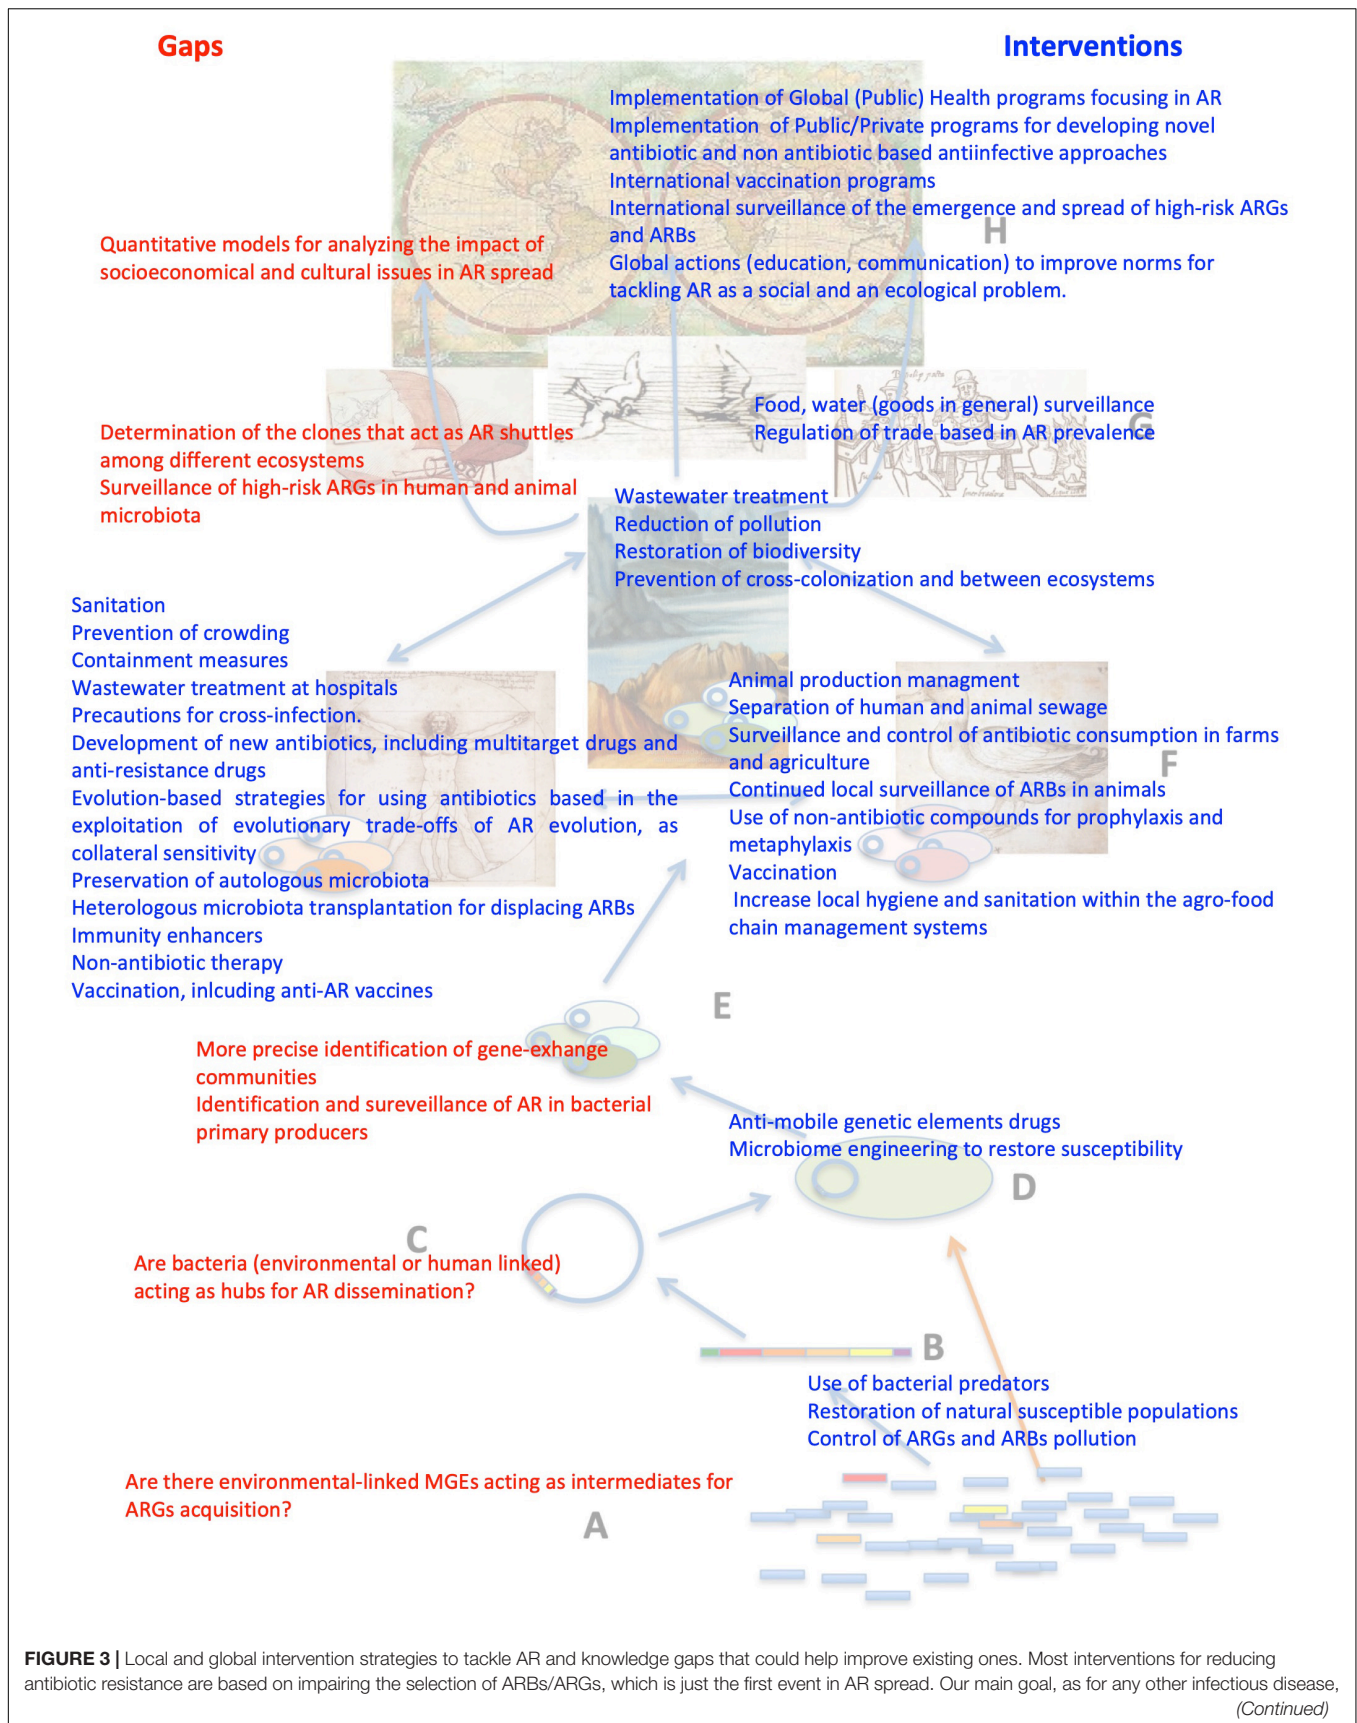 Gaps
Interventions
Implementation of Global (Public) Health programs focusing in AR
Implementation of Public/Private programs for developing novel
antibiotic and non antibiotic based antiinfective approaches
International vaccination programs
International surveillance of the emergence and spread of high-risk ARGs
and ARBs
H
Global actions (education, communication) to improve norms for
tackling AR as a social and an ecological problem.
Quantitative models for analyzing the impact of
socioeconomical and cultural issues in AR spread
Food, water (goods in general) surveillance
Regulation of trade based in AR prevalence
G
Determination of the clones that act as AR shuttles
among different ecosystems
Surveillance of high-risk ARGs in human and animal
microbiota
Wastewater treatment
Reduction of pollution
Restoration of biodiversity
Prevention of cross-colonization and between ecosystems
Sanitation
Prevention of crowding
Containment measures
Wastewater treatment at hospitals
Precautions for cross-infection.
Development of new antibiotics, including multitarget drugs and
anti-resistance drugs
Evolution-based strategies for using antibiotics based in the
exploitation of evolutionary trade-offs of AR evolution, as
collateral sensitivity
Preservation of autologous microbiota
Heterologous microbiota transplantation for displacing ARBs
Immunity enhancers
Non-antibiotic therapy
Vaccination, inlcuding anti-AR vaccines
Animal production managment
Separation of human and animal sewage
Surveillance and control of antibiotic consumption in farms
and agriculture
F
Continued local surveillance of ARBs in animals
Use of non-antibiotic compounds for prophylaxis and
metaphylaxis
Vaccination
Increase local hygiene and sanitation within the agro-food
chain management systems
E
More precise identification of gene-exhange
communities
Identification and sureveillance of AR in bacterial
primary producers
Anti-mobile genetic elements drugs
Microbiome engineering to restore susceptibility
D
C
Are bacteria (environmental or human linked)
acting as hubs for AR dissemination?
B
Use of bacterial predators
Restoration of natural susceptible populations
Control of ARGs and ARBs pollution
Are there environmental-linked MGEs acting as intermediates for
ARGs acquisition?
A
FIGURE 3 | Local and global intervention strategies to tackle AR and knowledge gaps that could help improve existing ones. Most interventions for reducing
antibiotic resistance are based on impairing the selection of ARBs/ARGs, which is just the first event in AR spread. Our main goal, as for any other infectious disease,
(Continued)